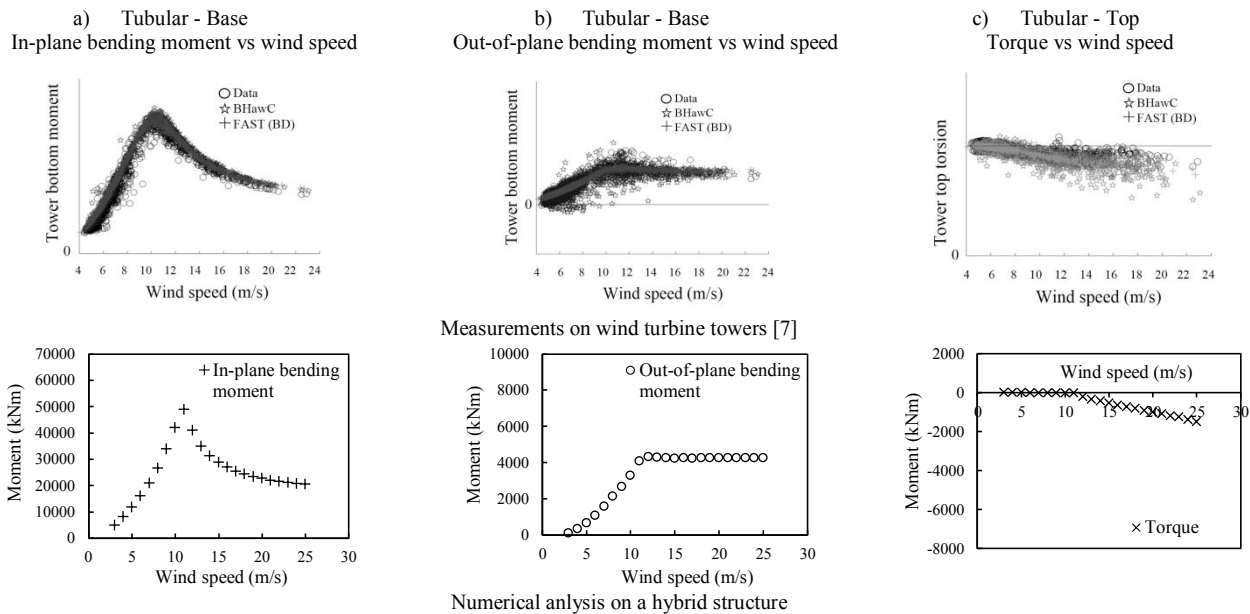 a) Tubular - Base
In-plane bending moment vs wind speed
b) Tubular - Base
Out-of-plane bending moment vs wind speed
c) Tubular - Top
Torque vs wind speed
Tower bottom moment
Data
BHawC
FAST (BD)
0
4 6 8 10 12 14 16 18 20 22 24
Wind speed (m/s)
Tower bottom moment
Data
BHawC
FAST (BD)
0
4 6 8 10 12 14 16 18 20 22 24
Wind speed (m/s)
Tower top torsion
Data
BHawC
FAST (BD)
0
4 6 8 10 12 14 16 18 20 22 24
Wind speed (m/s)
Measurements on wind turbine towers [7]
Moment (kNm)
70000
60000
50000
40000
30000
20000
10000
0
In-plane bending
moment
0 5 10 15 20 25 30
Wind speed (m/s)
Moment (kNm)
10000
8000
6000
4000
2000
0
Out-of-plane bending
moment
0 5 10 15 20 25 30
Wind speed (m/s)
Moment (kNm)
2000
0
-2000
-4000
-6000
-8000
Wind speed (m/s)
0 5 10 15 20 25 30
Torque
Numerical anlysis on a hybrid structure